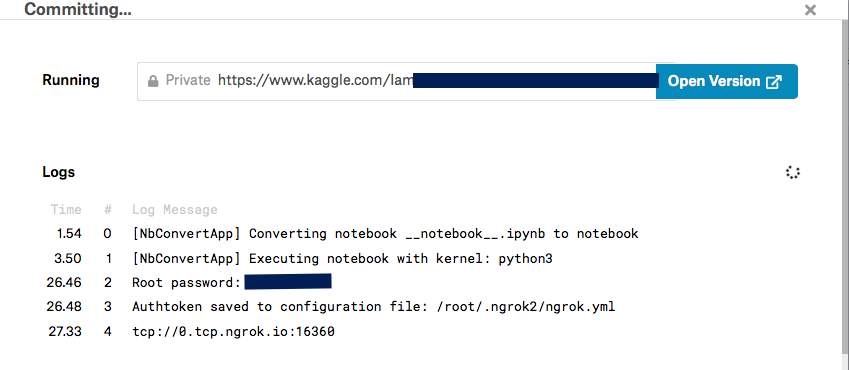 Committing...
Running
Private https://www.kaggle.com/lam
Open Version
Logs
Time # Log Message
1.54 0 [NbConvertApp] Converting notebook __notebook__.ipynb to notebook
3.50 1 [NbConvertApp] Executing notebook with kernel: python3
26.46 2 Root password:
26.48 3 Authtoken saved to configuration file: /root/.ngrok2/ngrok.yml
27.33 4 tcp://0.tcp.ngrok.io:16360